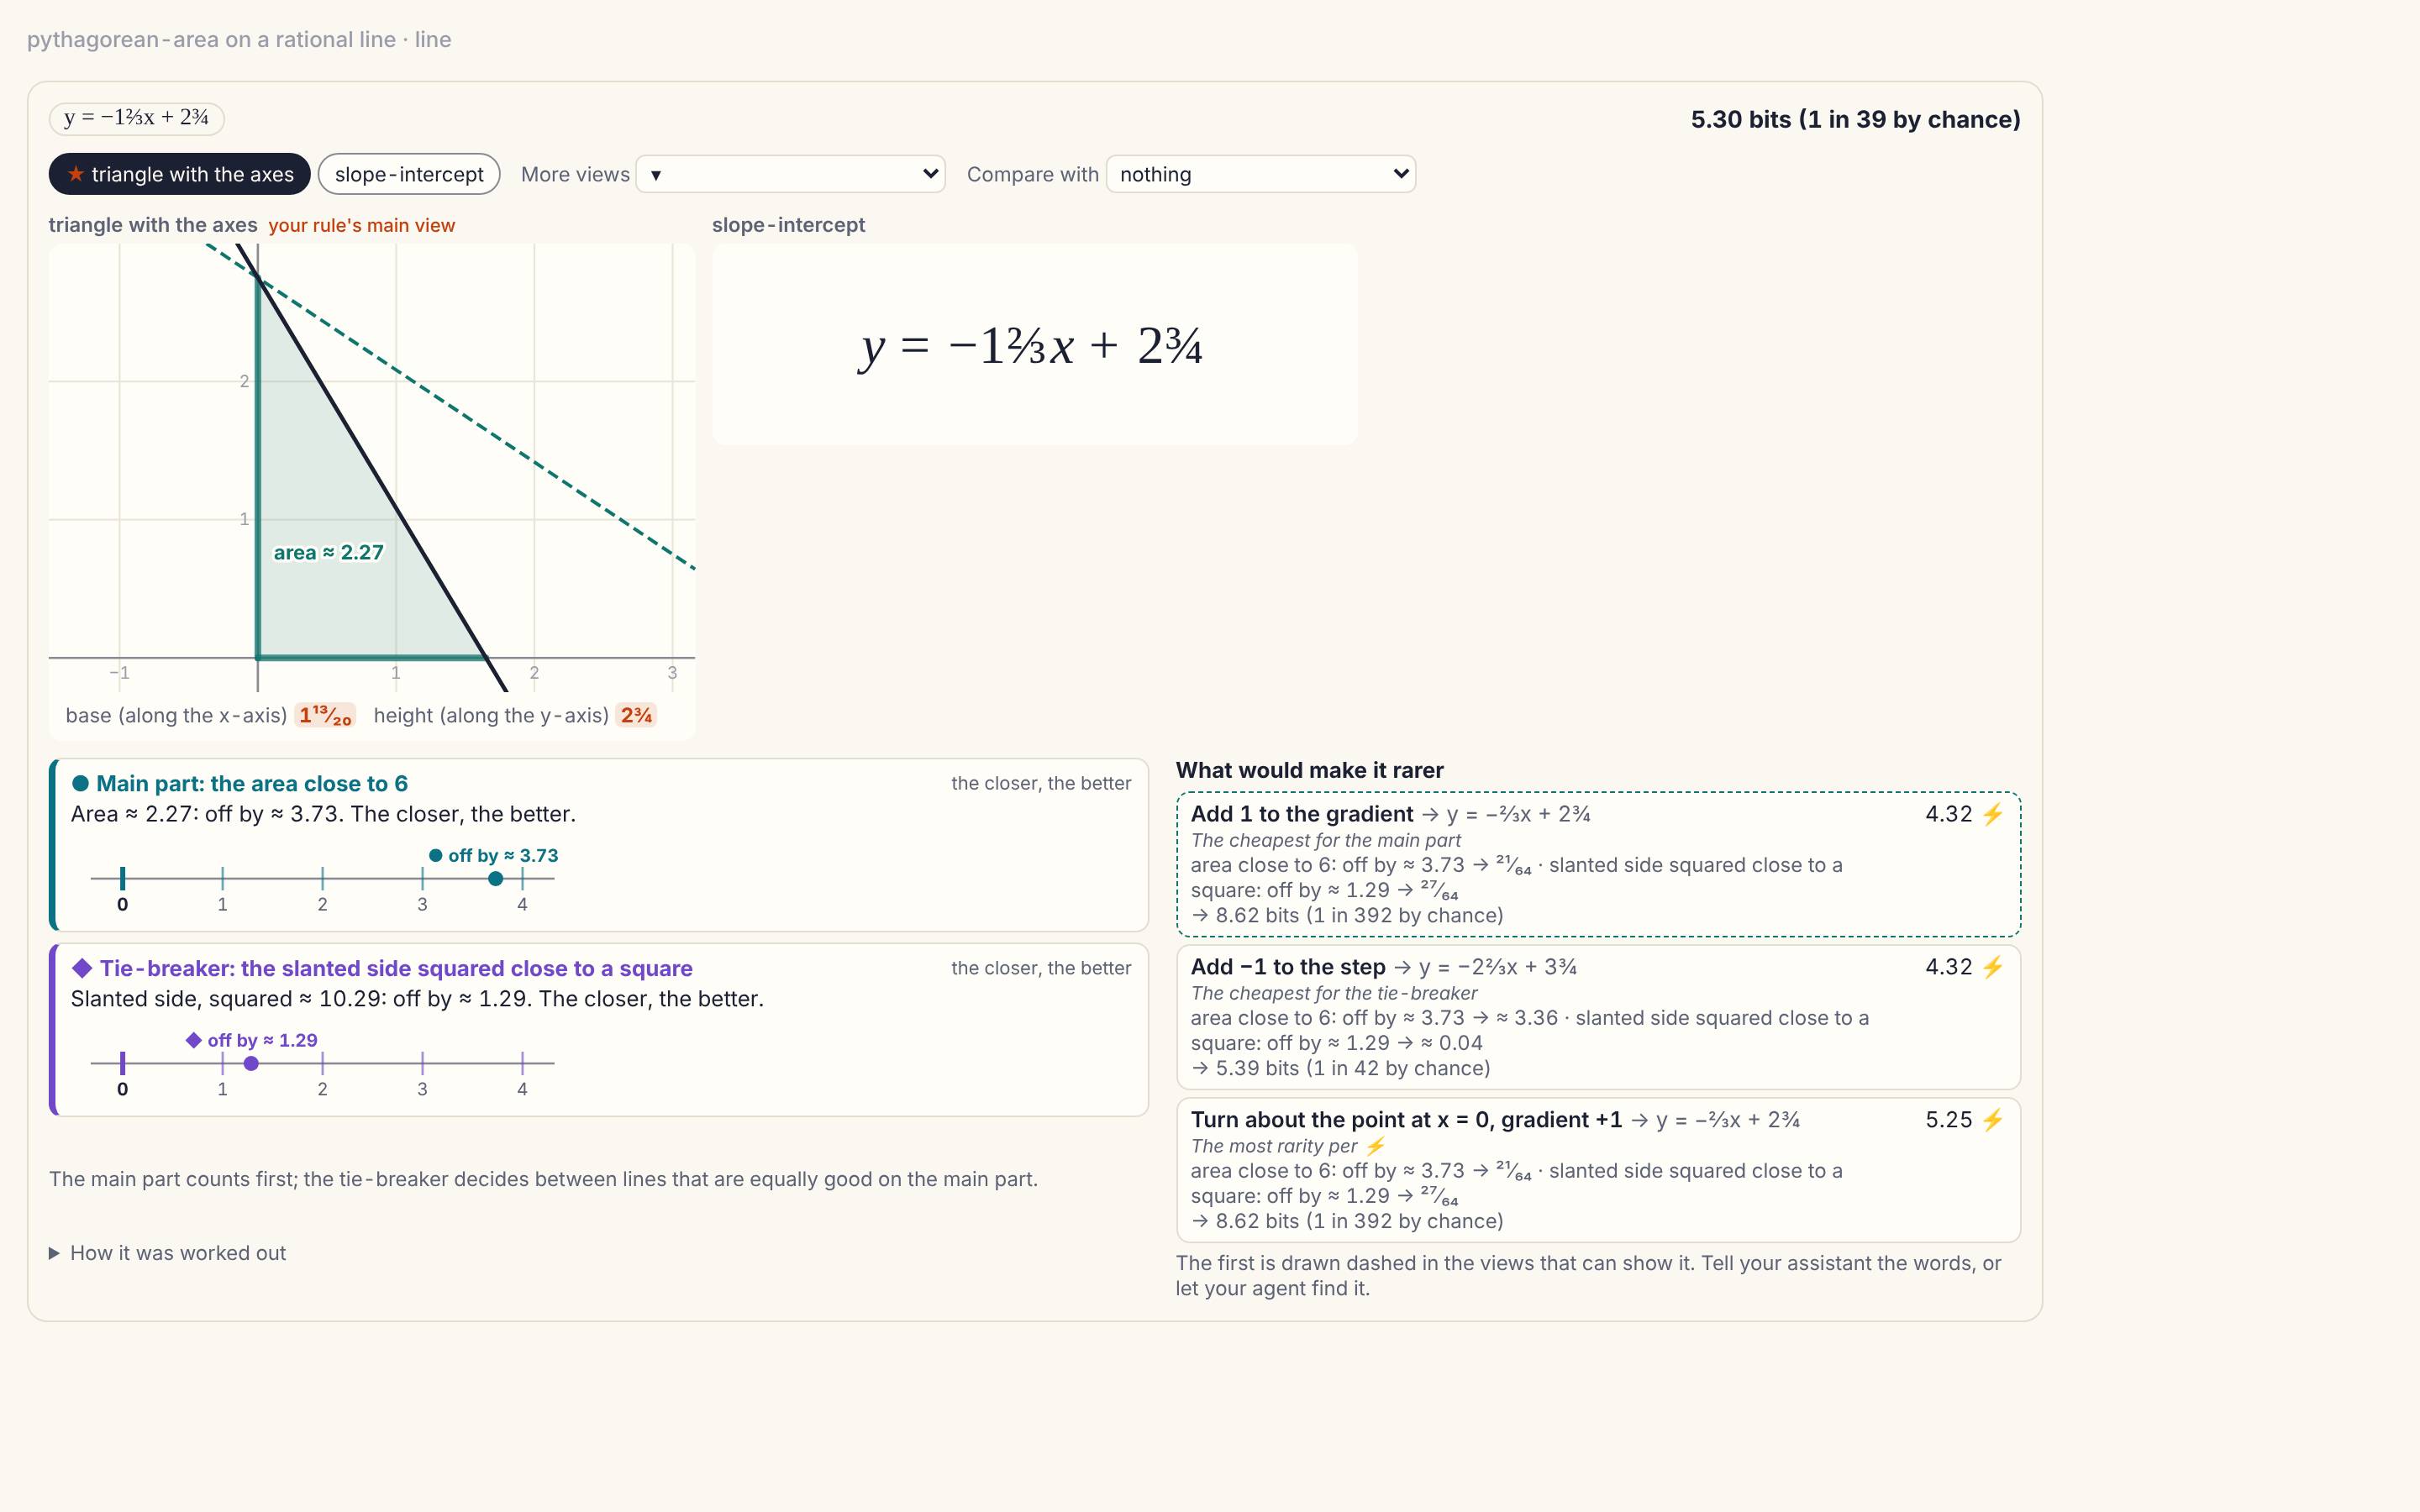 pythagorean-area on a rational line · line
y = −1⅔x + 2¾
5.30 bits (1 in 39 by chance)
★ triangle with the axes
slope-intercept
More views
▾
Compare with
nothing
triangle with the axes your rule's main view
2
1
area ≈ 2.27
−1
1
2
3
base (along the x-axis) 1¹³⁄₂₀ height (along the y-axis) 2¾
slope-intercept
y = −1⅔x + 2¾
● Main part: the area close to 6
the closer, the better
Area ≈ 2.27: off by ≈ 3.73. The closer, the better.
● off by ≈ 3.73
0 1 2 3 4
◆ Tie-breaker: the slanted side squared close to a square
the closer, the better
Slanted side, squared ≈ 10.29: off by ≈ 1.29. The closer, the better.
◆ off by ≈ 1.29
0 1 2 3 4
The main part counts first; the tie-breaker decides between lines that are equally good on the main part.
▶ How it was worked out
What would make it rarer
Add 1 to the gradient → y = −⅔x + 2¾ 4.32 ⚡
The cheapest for the main part
area close to 6: off by ≈ 3.73 → ²¹⁄₆₄ · slanted side squared close to a
square: off by ≈ 1.29 → ²⁷⁄₆₄
→ 8.62 bits (1 in 392 by chance)
Add −1 to the step → y = −2⅔x + 3¾ 4.32 ⚡
The cheapest for the tie-breaker
area close to 6: off by ≈ 3.73 → ≈ 3.36 · slanted side squared close to a
square: off by ≈ 1.29 → ≈ 0.04
→ 5.39 bits (1 in 42 by chance)
Turn about the point at x = 0, gradient +1 → y = −⅔x + 2¾ 5.25 ⚡
The most rarity per ⚡
area close to 6: off by ≈ 3.73 → ²¹⁄₆₄ · slanted side squared close to a
square: off by ≈ 1.29 → ²⁷⁄₆₄
→ 8.62 bits (1 in 392 by chance)
The first is drawn dashed in the views that can show it. Tell your assistant the words, or
let your agent find it.